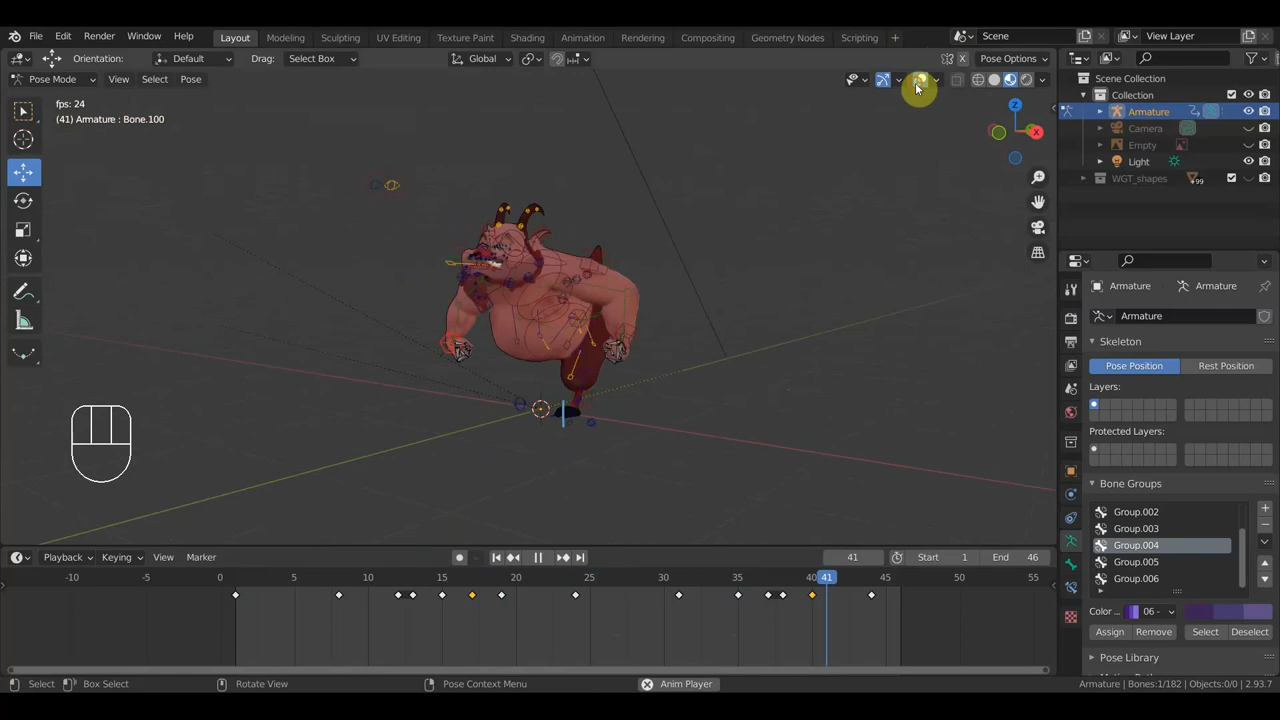 File Edit Render Window Help Layout Modeling Sculpting UV Editing Texture Paint Shading Animation Rendering Compositing Geometry Nodes Scripting + Scene View Layer
Orientation: Default Drag: Select Box Global X Pose Options
Pose Mode View Select Pose
fps: 24
(41) Armature : Bone.100
Z
X
Scene Collection
Collection
Armature
Camera
Empty
Light
WGT_shapes 99
Armature Armature
Armature
Skeleton
Pose Position Rest Position
Layers:
Protected Layers:
Bone Groups
Group.002
Group.003
Group.004
Group.005
Group.006
Color ... 06 -
Assign Remove Select Deselect
Pose Library
Playback Keying View Marker 41 Start 1 End 46
-10 -5 0 5 10 15 20 25 30 35 40 41 45 50 55 60
Select Box Select Rotate View Pose Context Menu Anim Player Armature | Bones:1/182 | Objects:0/0 | 2.93.7